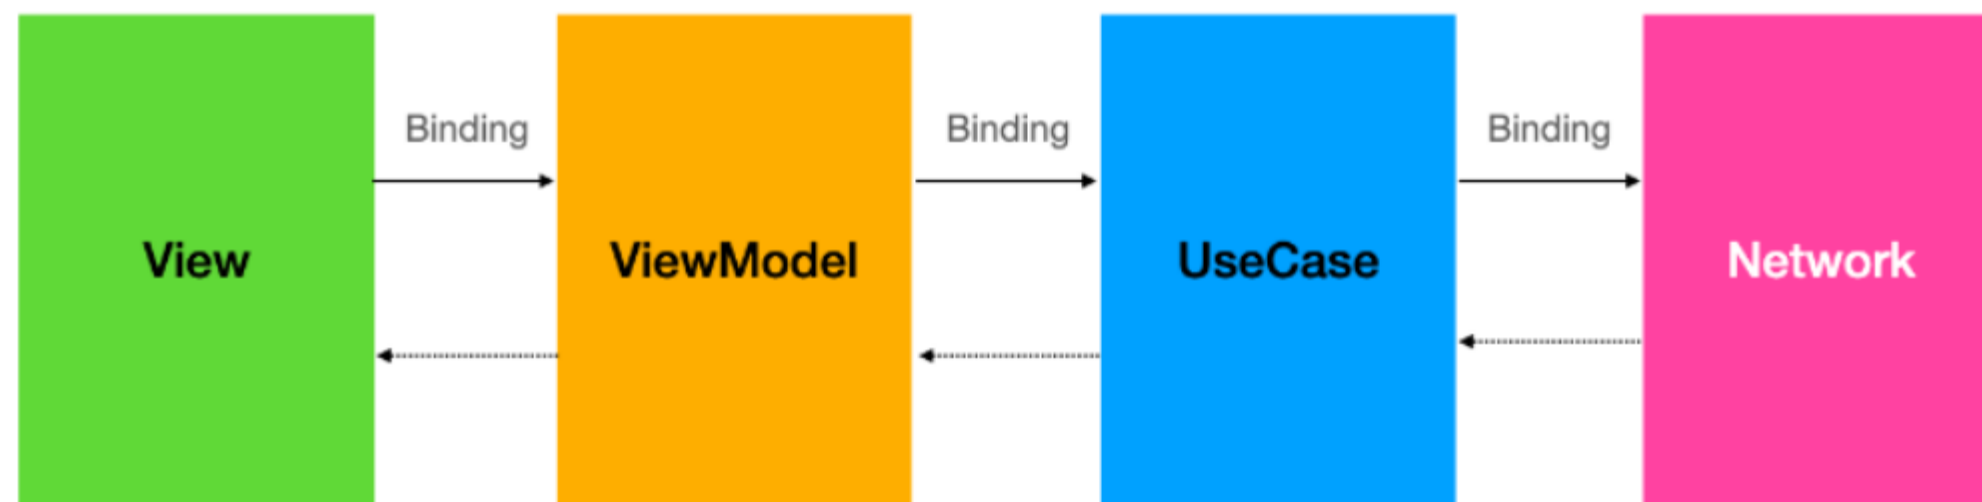 Binding
Binding
Binding
View
ViewModel
UseCase
Network